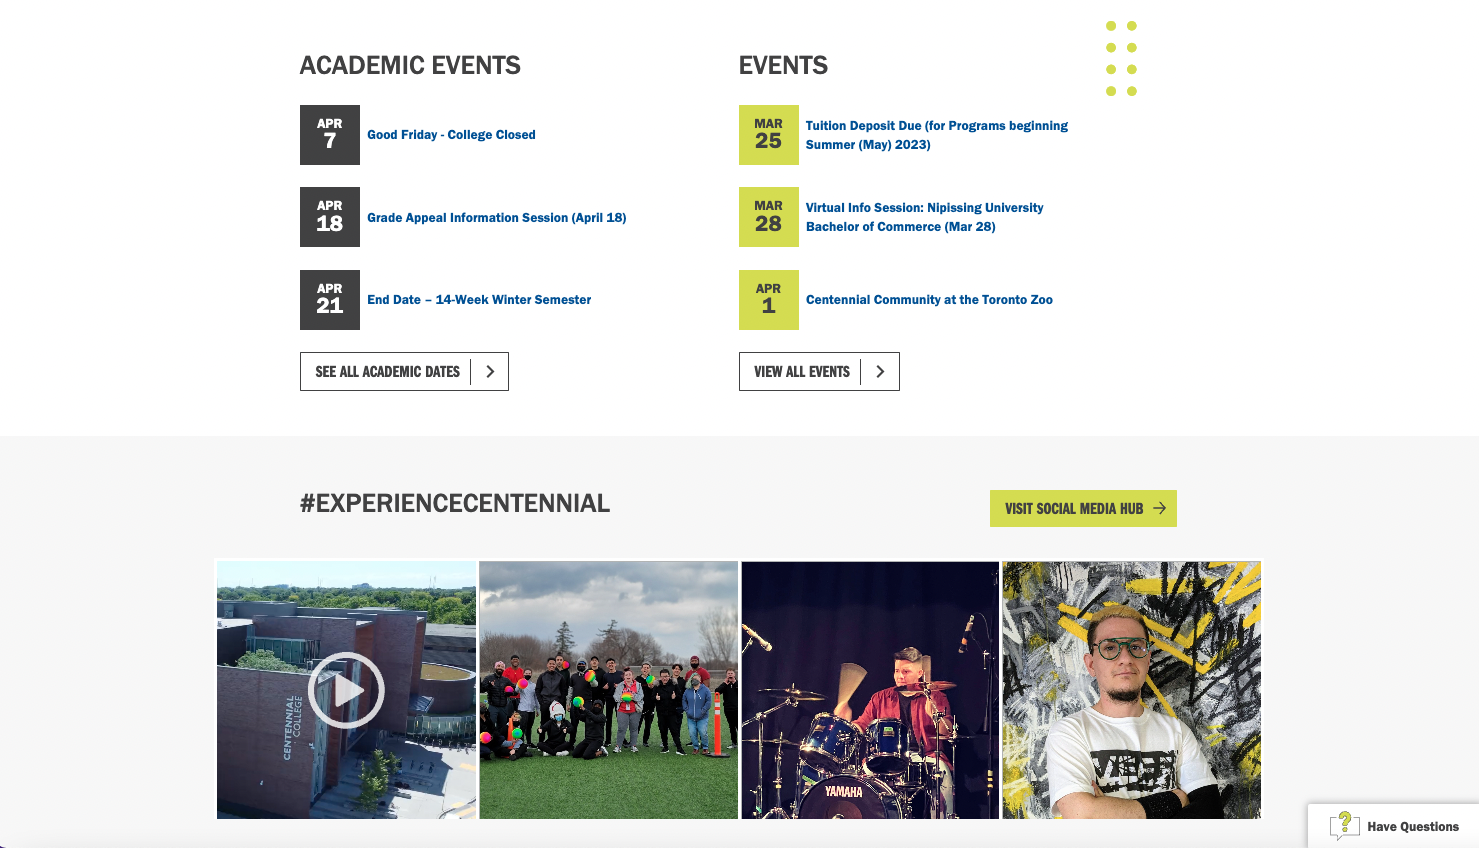 ACADEMIC EVENTS
APR
7
Good Friday - College Closed
APR
18
Grade Appeal Information Session (April 18)
APR
21
End Date – 14-Week Winter Semester
SEE ALL ACADEMIC DATES
EVENTS
MAR
25
Tuition Deposit Due (for Programs beginning
Summer (May) 2023)
MAR
28
Virtual Info Session: Nipissing University
Bachelor of Commerce (Mar 28)
APR
1
Centennial Community at the Toronto Zoo
VIEW ALL EVENTS
#EXPERIENCECENTENNIAL
VISIT SOCIAL MEDIA HUB
CENTENNIAL
COLLEGE
YAMAHA
?
Have Questions